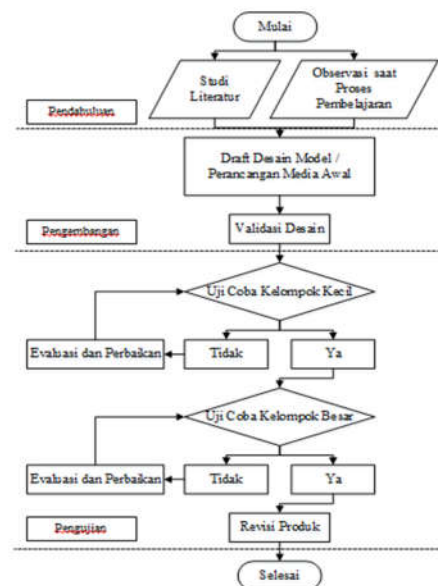 Mulai
Studi
Literatur
Observasi saat
Proses
Pembelajaran
Pendahuluan
Draft Desain Model /
Perancangan Media Awal
Validasi Desain
Pengembangan
Uji Coba Kelompok Kecil
Evaluasi dan Perbaikan
Tidak
Ya
Uji Coba Kelompok Besar
Evaluasi dan Perbaikan
Tidak
Ya
Pengujian
Revisi Produk
Selesai